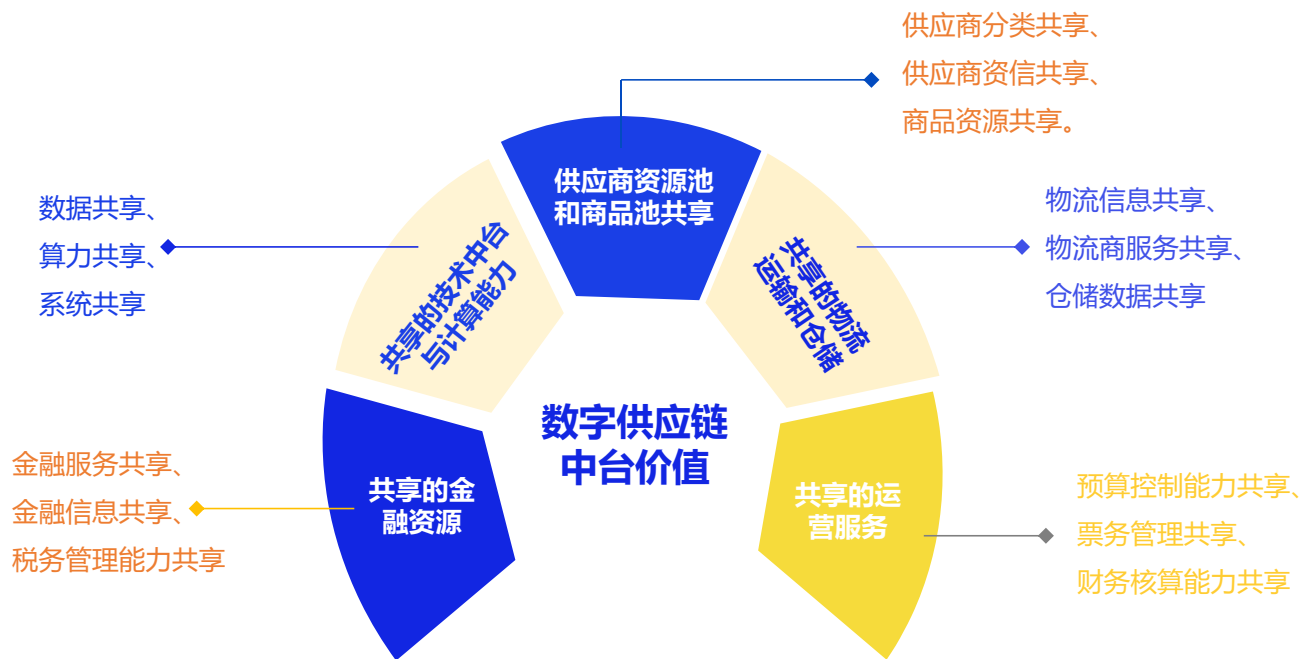 供应商分类共享、
供应商资信共享、
商品资源共享。
供应商资源池
和商品池共享
数据共享、
算力共享、
系统共享
共享的技术中台
与计算能力
共享的物流
运输和仓储
物流信息共享、
物流商服务共享、
仓储数据共享
数字供应链
中台价值
金融服务共享、
金融信息共享、
税务管理能力共享
共享的金
融资源
共享的运
营服务
预算控制能力共享、
票务管理共享、
财务核算能力共享